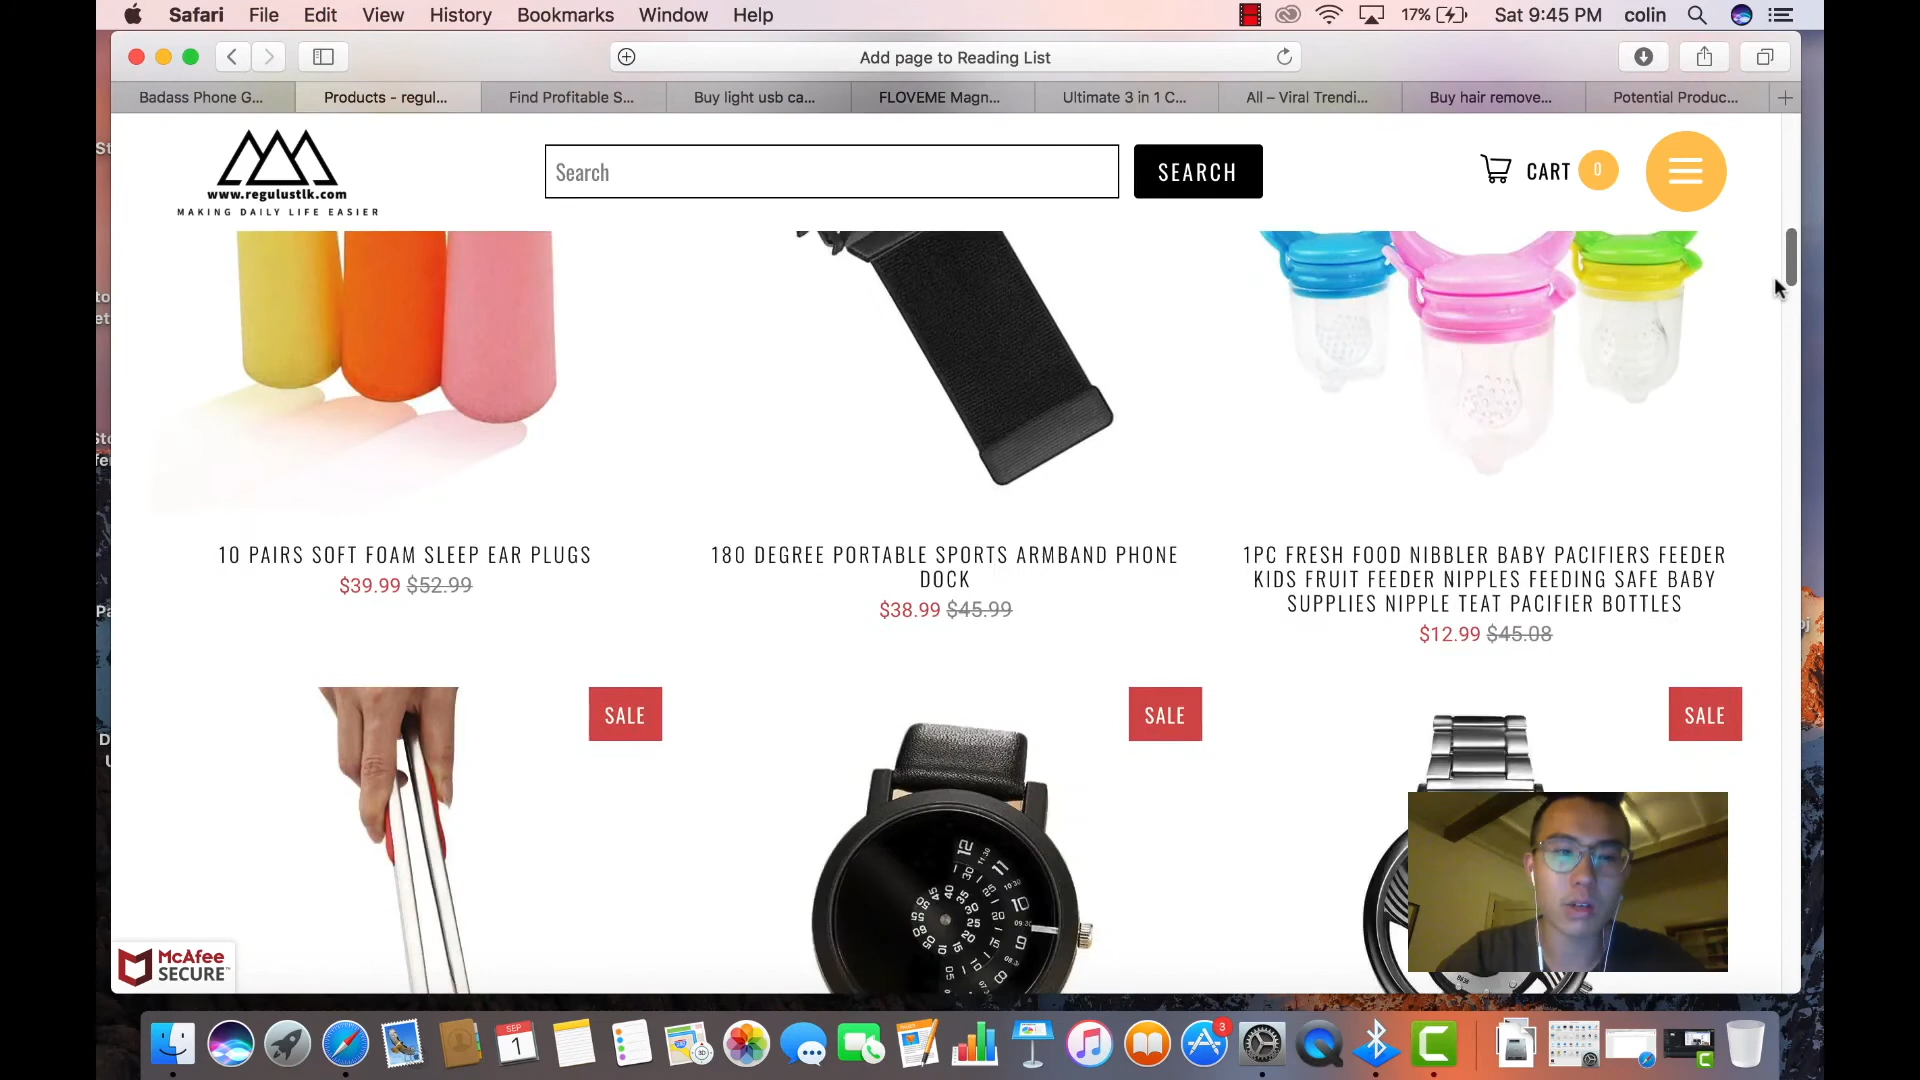 Safari File Edit View History Bookmarks Window Help 17% Sat 9:45 PM colin
Add page to Reading List
Badass Phone G... Products - regul... Find Profitable S... Buy light usb ca... FLOVEME Magn... Ultimate 3 in 1 C... All – Viral Trendi... Buy hair remove... Potential Produc...
www.regulustlk.com
MAKING DAILY LIFE EASIER
Search
SEARCH
CART 0
10 PAIRS SOFT FOAM SLEEP EAR PLUGS
$39.99 $52.99
180 DEGREE PORTABLE SPORTS ARMBAND PHONE
DOCK
$38.99 $45.99
1PC FRESH FOOD NIBBLER BABY PACIFIERS FEEDER
KIDS FRUIT FEEDER NIPPLES FEEDING SAFE BABY
SUPPLIES NIPPLE TEAT PACIFIER BOTTLES
$12.99 $45.08
SALE
SALE
SALE
McAfee
SECURE
SEP
1
3